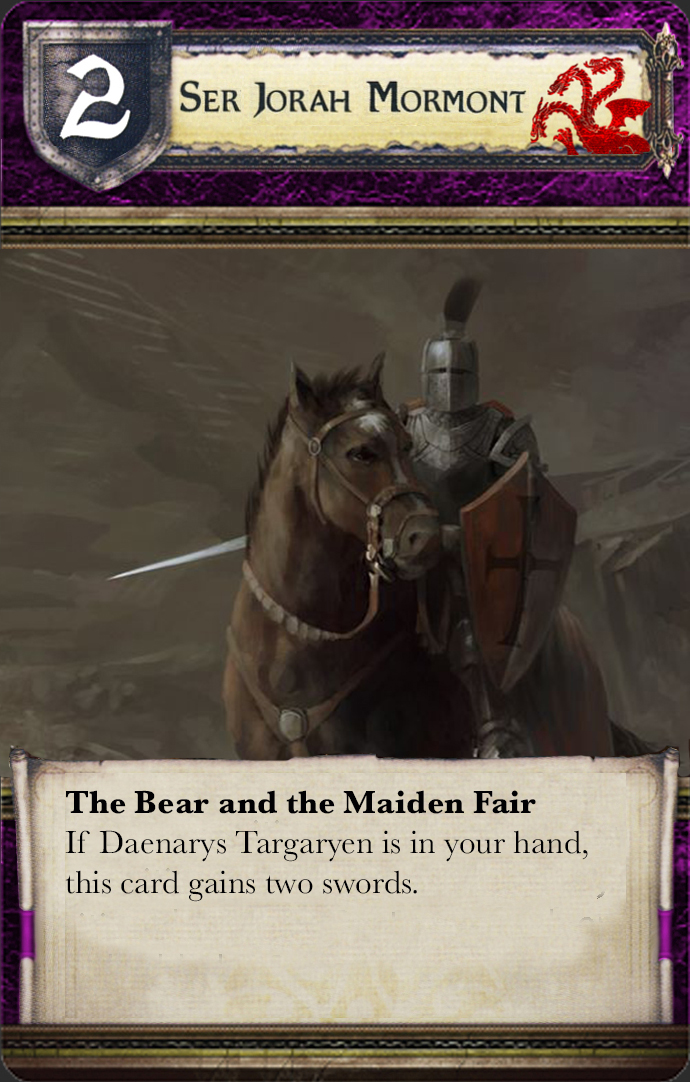 2
Ser Jorah Mormont
The Bear and the Maiden Fair
If Daenarys Targaryen is in your hand,
this card gains two swords.